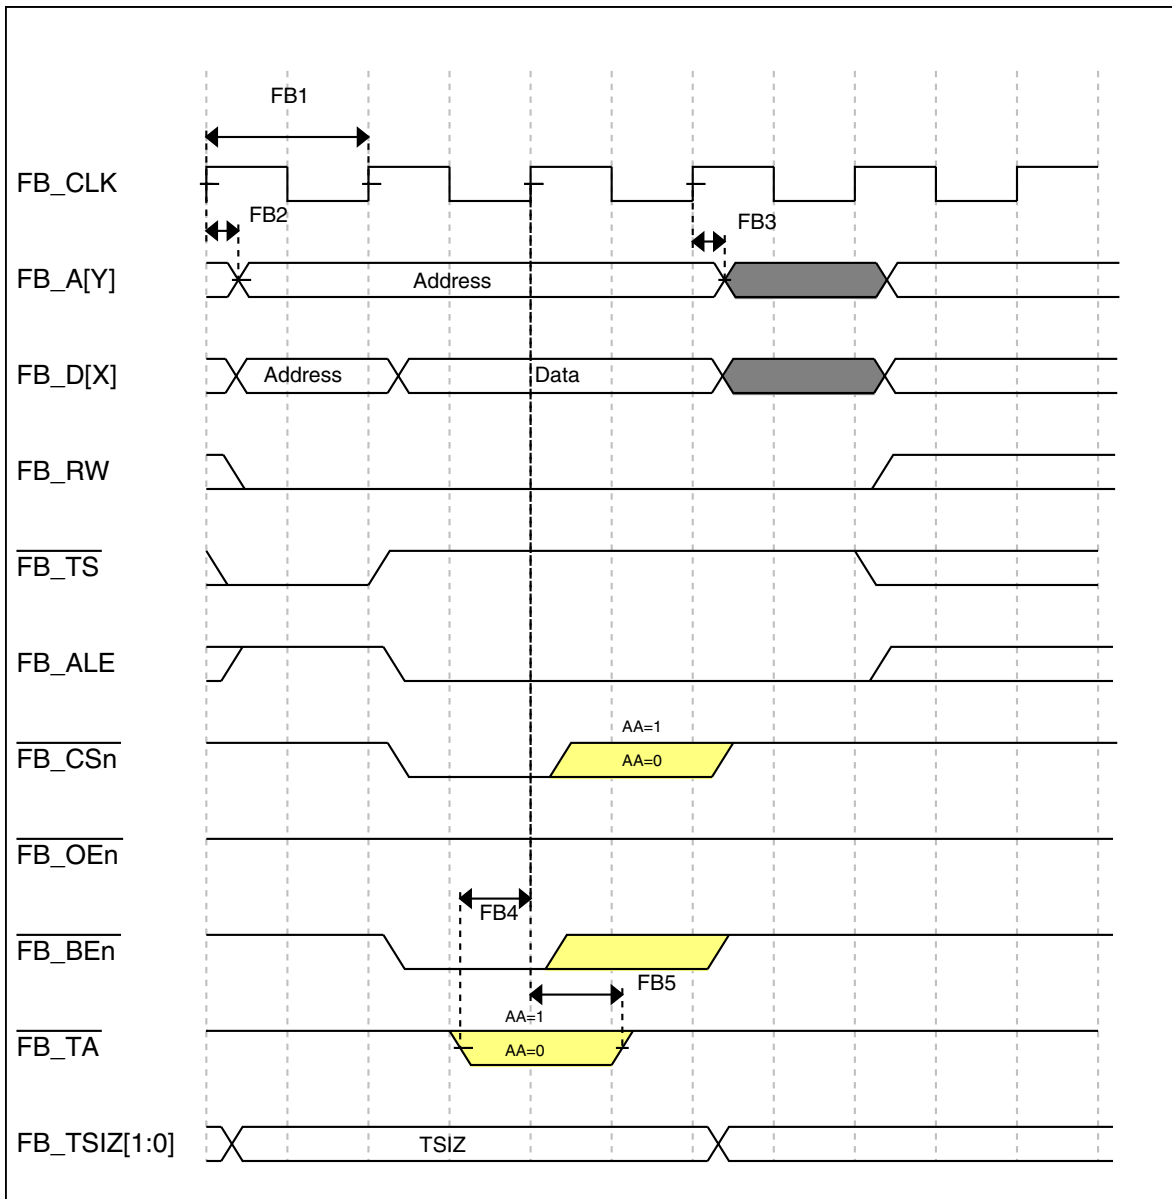 FB1
FB_CLK
FB2
FB3
FB_A[Y]
Address
FB_D[X]
Address
Data
FB_RW
FB_TS
FB_ALE
AA=1
FB_CSn
AA=0
FB_OEn
FB4
FB_BEn
FB5
AA=1
FB_TA
AA=0
FB_TSIZ[1:0]
TSIZ